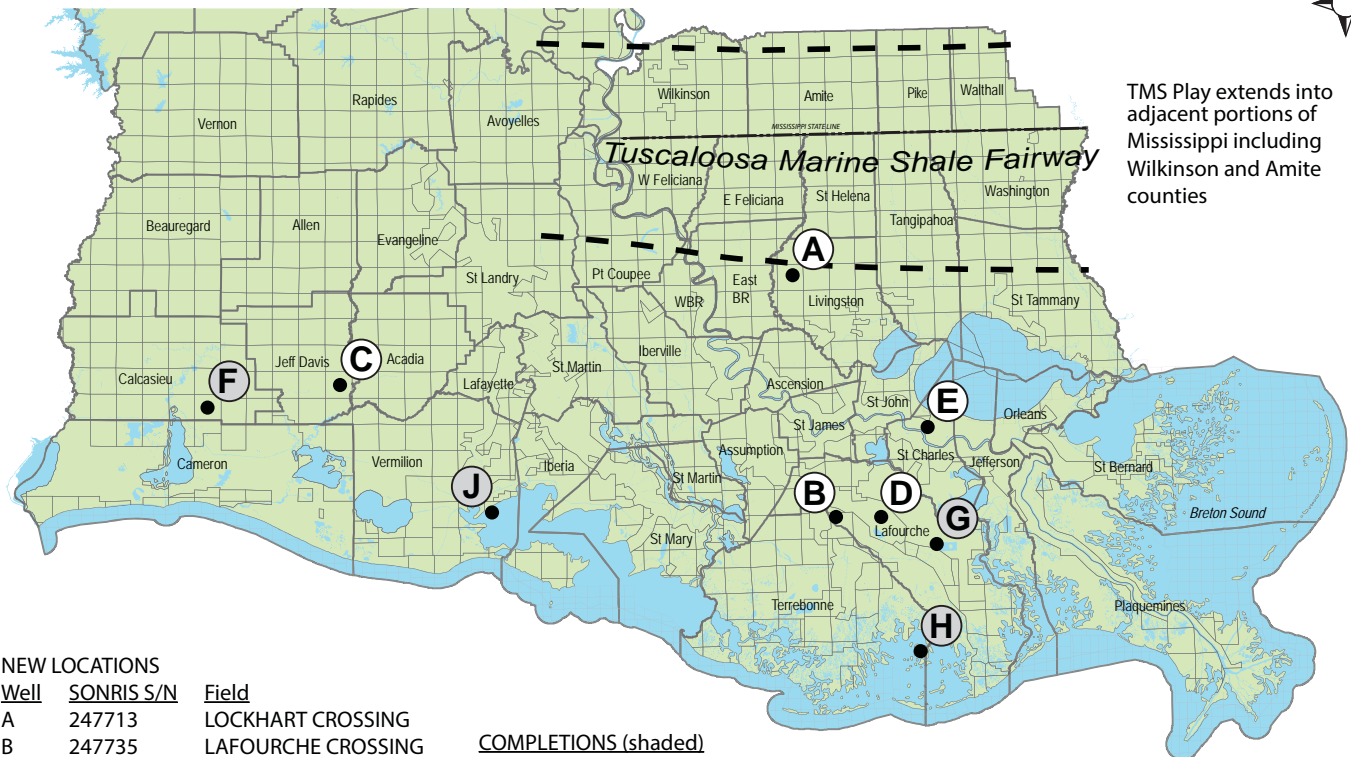 Vernon
Rapides
Avoyelles
Wilkinson
Amite
Pike
Walthall
MISSISSIPPI STATE LINE
Tuscaloosa Marine Shale Fairway
TMS Play extends into
adjacent portions of
Mississippi including
Wilkinson and Amite
counties
W Feliciana
E Feliciana
St Helena
Tangipahoa
Washington
Beauregard
Allen
Evangeline
St Landry
Pt Coupee
WBR
East
BR
A
Livingston
St Tammany
Calcasieu
F
Jeff Davis
C
Acadia
Lafayette
St Martin
Iberville
Ascension
St John
E
Orleans
St James
Assumption
St Charles
Jefferson
St Bernard
Breton Sound
Cameron
Vermilion
J
Iberia
St Martin
St Mary
B
D
Lafourche
G
Terrebonne
H
Plaquemines
NEW LOCATIONS
Well SONRIS S/N Field
A 247713 LOCKHART CROSSING
B 247735 LAFOURCHE CROSSING
COMPLETIONS (shaded)